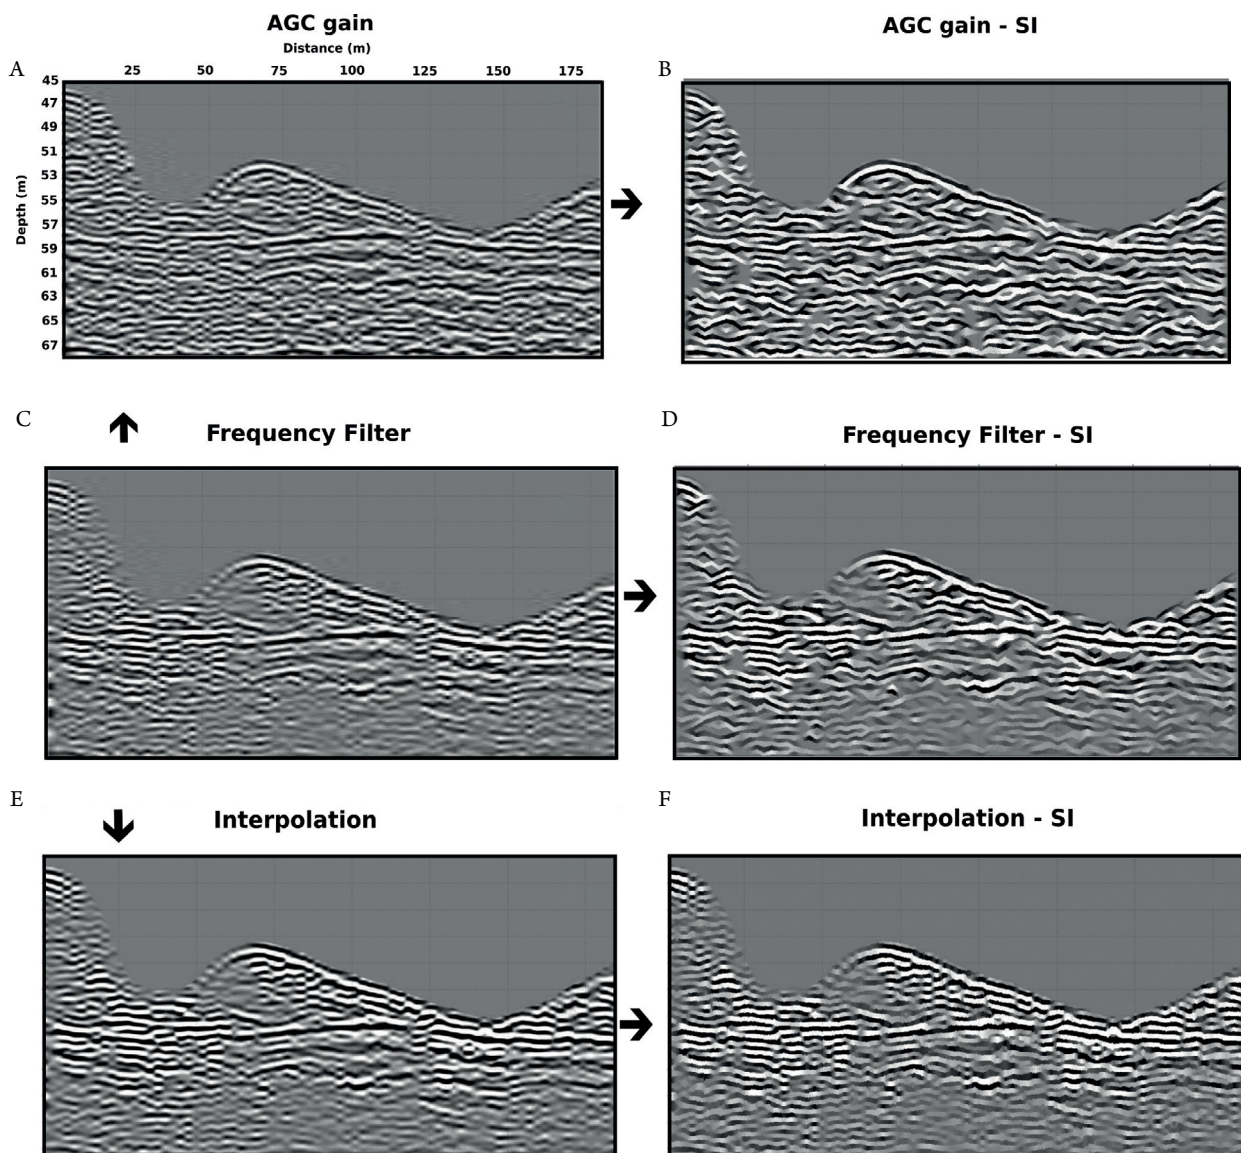 AGC gain
AGC gain - SI
Distance (m)
A
B
25 50 75 100 125 150 175
45
47
49
51
53
55
57
59
61
63
65
67
Depth (m)
C
Frequency Filter
D
Frequency Filter - SI
E
Interpolation
F
Interpolation - SI